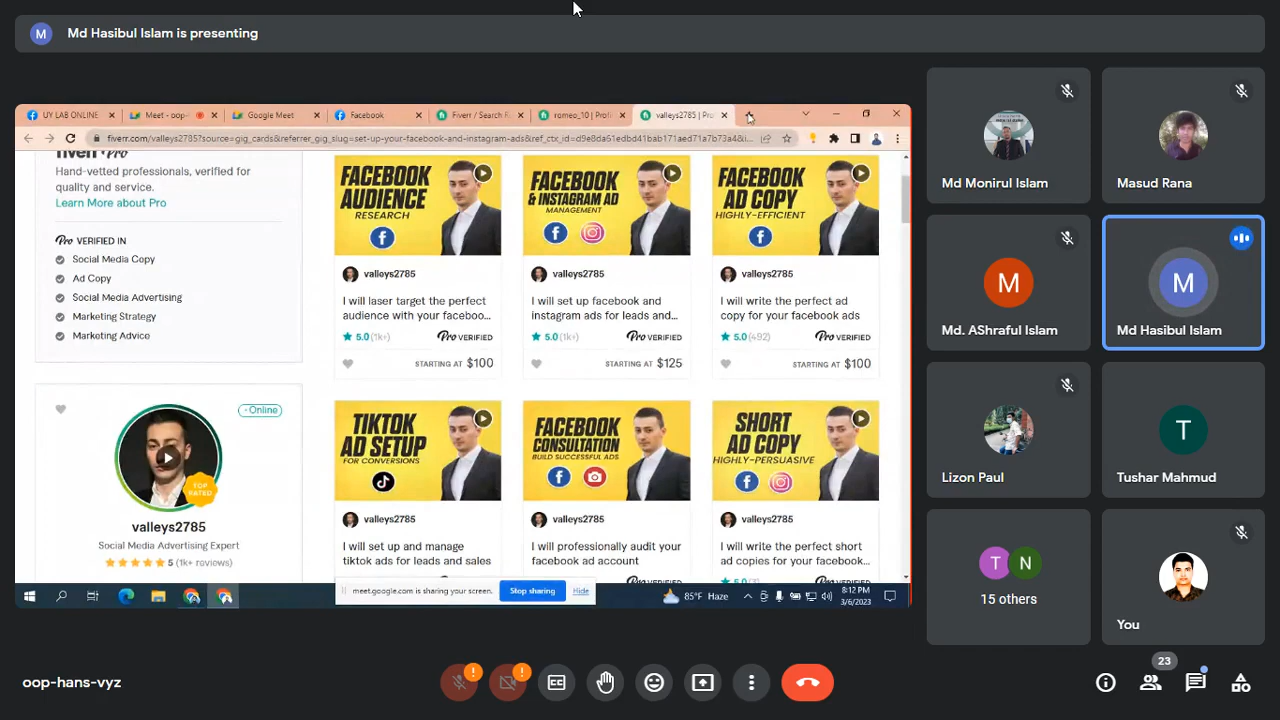 M
Md Hasibul Islam is presenting
UY LAB ONLINE
Meet - oop-
Google Meet
Facebook
Fiverr / Search R
romeo_10 | Profi
valleys2785 | Pro
fiverr.com/valleys2785?source=gig_cards&referrer_gig_slug=set-up-your-facebook-and-instagram-ads&ref_ctx_id=d9e8da61edbd41bab171aed71a7b73a4&i...
fiverr Pro
Hand-vetted professionals, verified for
quality and service.
Learn More about Pro
Pro VERIFIED IN
Social Media Copy
Ad Copy
Social Media Advertising
Marketing Strategy
Marketing Advice
Online
TOP
RATED
valleys2785
Social Media Advertising Expert
5 (1k+ reviews)
FACEBOOK
AUDIENCE
RESEARCH
valleys2785
I will laser target the perfect
audience with your faceboo...
5.0 (1k+)
Pro VERIFIED
STARTING AT $100
FACEBOOK
& INSTAGRAM AD
MANAGEMENT
valleys2785
I will set up facebook and
instagram ads for leads and...
5.0 (1k+)
Pro VERIFIED
STARTING AT $125
FACEBOOK
AD COPY
HIGHLY-EFFICIENT
valleys2785
I will write the perfect ad
copy for your facebook ads
5.0 (492)
Pro VERIFIED
STARTING AT $100
TIKTOK
AD SETUP
FOR CONVERSIONS
valleys2785
I will set up and manage
tiktok ads for leads and sales
FACEBOOK
CONSULTATION
BUILD SUCCESSFUL ADS
valleys2785
I will professionally audit your
facebook ad account
SHORT
AD COPY
HIGHLY-PERSUASIVE
valleys2785
I will write the perfect short
ad copies for your facebook...
meet.google.com is sharing your screen.
Stop sharing
Hide
85°F Haze
8:12 PM
3/6/2023
Md Monirul Islam
Masud Rana
M
Md. AShraful Islam
M
Md Hasibul Islam
Lizon Paul
T
Tushar Mahmud
T
N
15 others
You
oop-hans-vyz
23